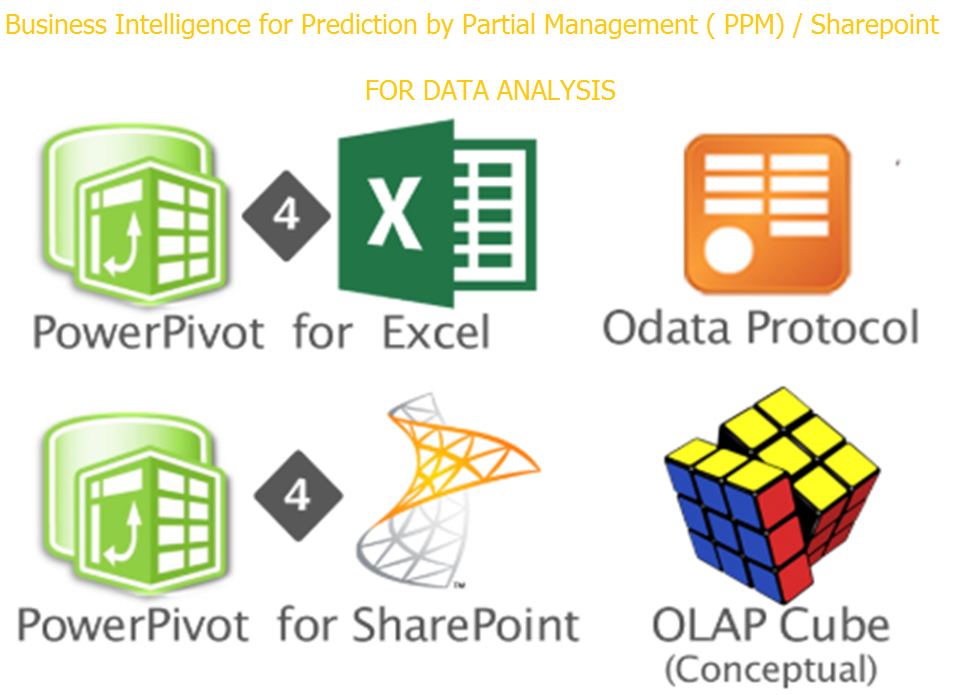 Business Intelligence for Prediction by Partial Management ( PPM) / Sharepoint
FOR DATA ANALYSIS
4
X
PowerPivot for Excel
Odata Protocol
4
TM
PowerPivot for SharePoint
OLAP Cube
(Conceptual)